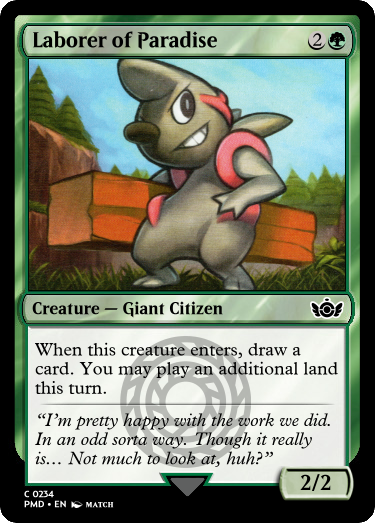 Laborer of Paradise 2
Creature — Giant Citizen
When this creature enters, draw a
card. You may play an additional land
this turn.
“I’m pretty happy with the work we did.
In an odd sorta way. Though it really
is… Not much to look at, huh?”
2/2
C 0234
PMD • EN MATCH